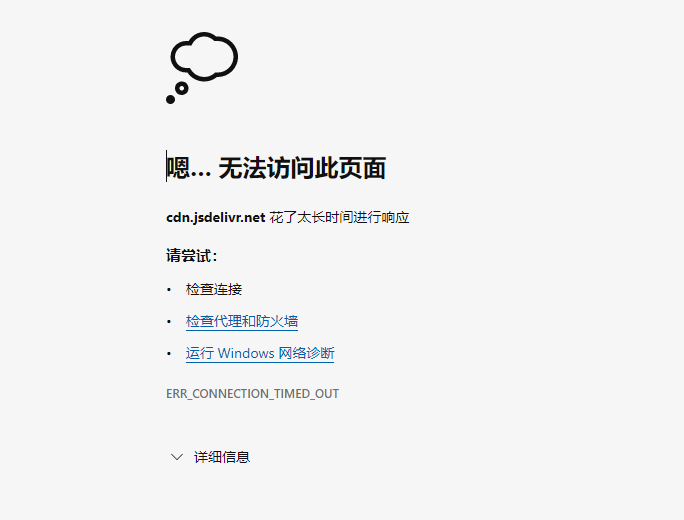 嗯… 无法访问此页面
cdn.jsdelivr.net 花了太长时间进行响应
请尝试：
• 检查连接
• 检查代理和防火墙
• 运行 Windows 网络诊断
ERR_CONNECTION_TIMED_OUT
详细信息